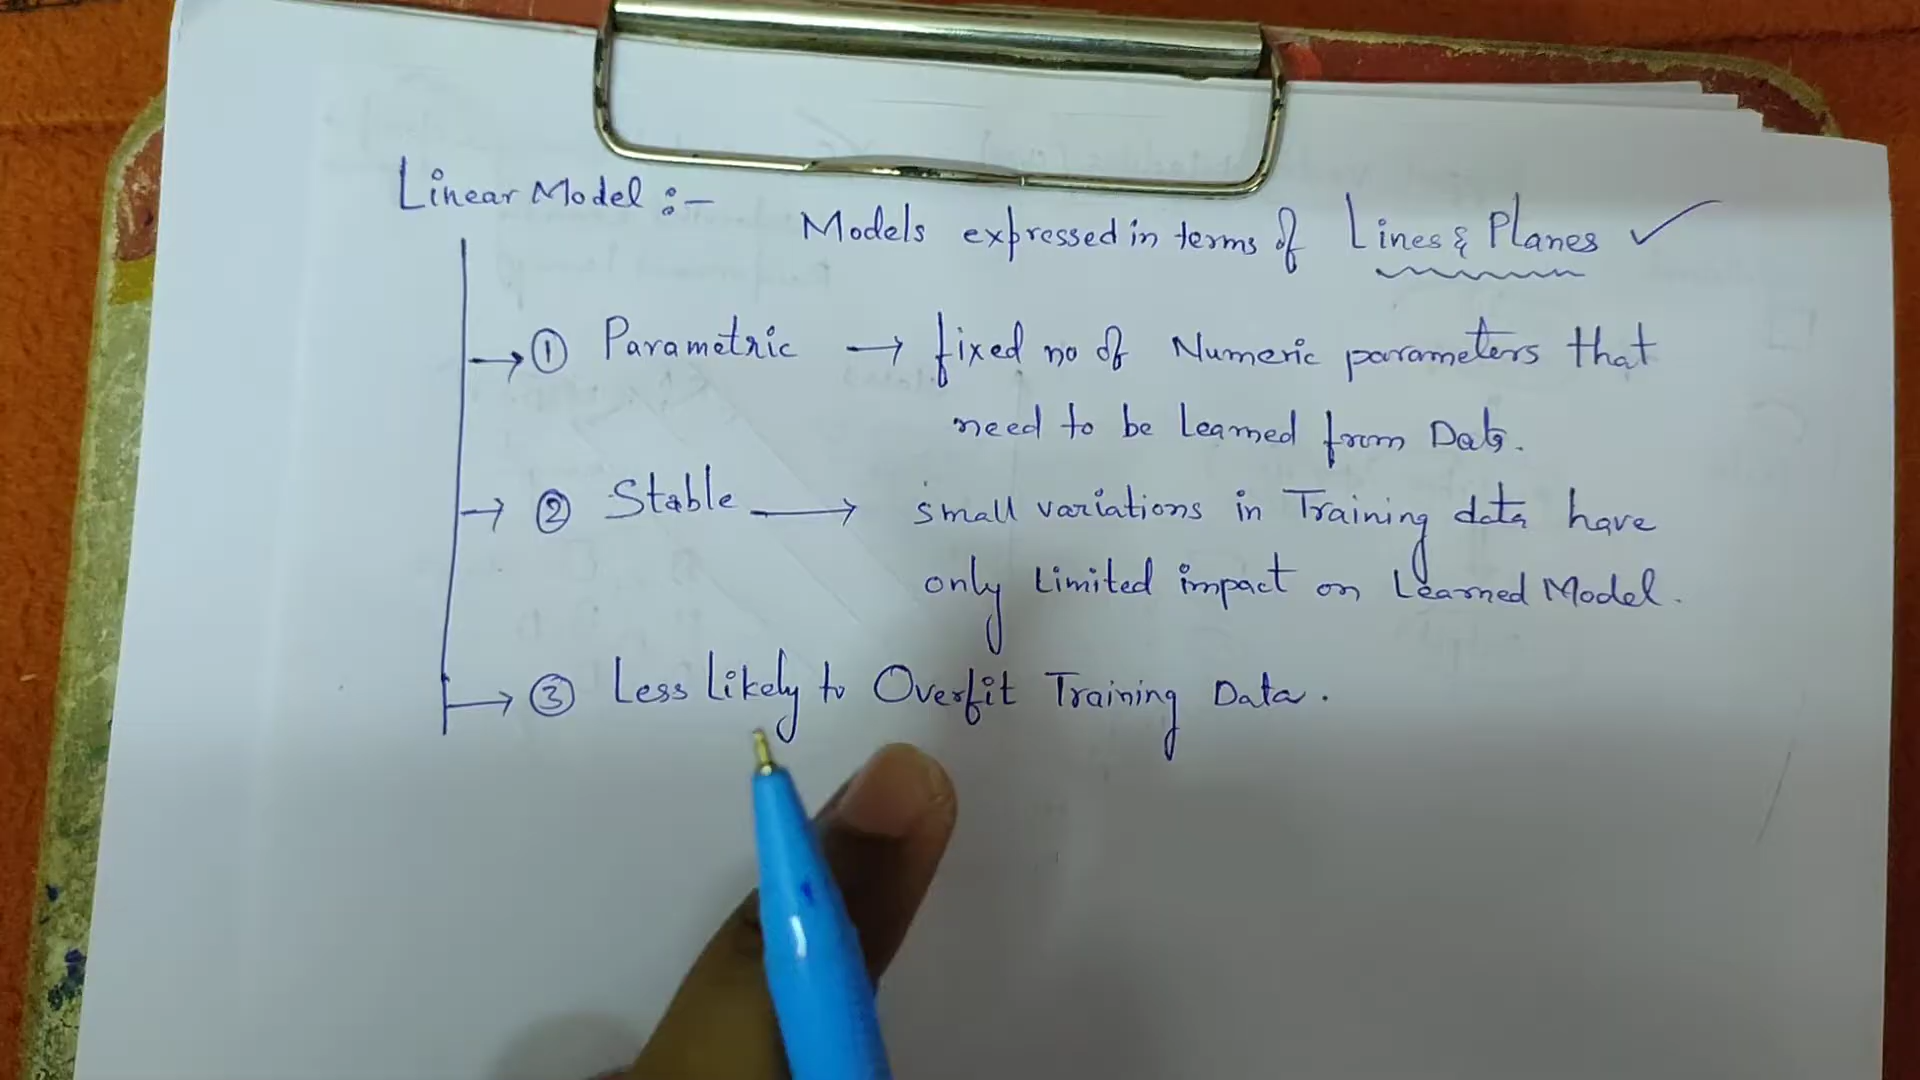 Linear Model :-
Models expressed in terms of Lines & Planes ✓
→ ① Parametric → fixed no of Numeric parameters that
need to be Learned from Data.
→ ② Stable → small variations in Training data have
only Limited impact on Learned Model.
→ ③ Less Likely to Overfit Training Data.